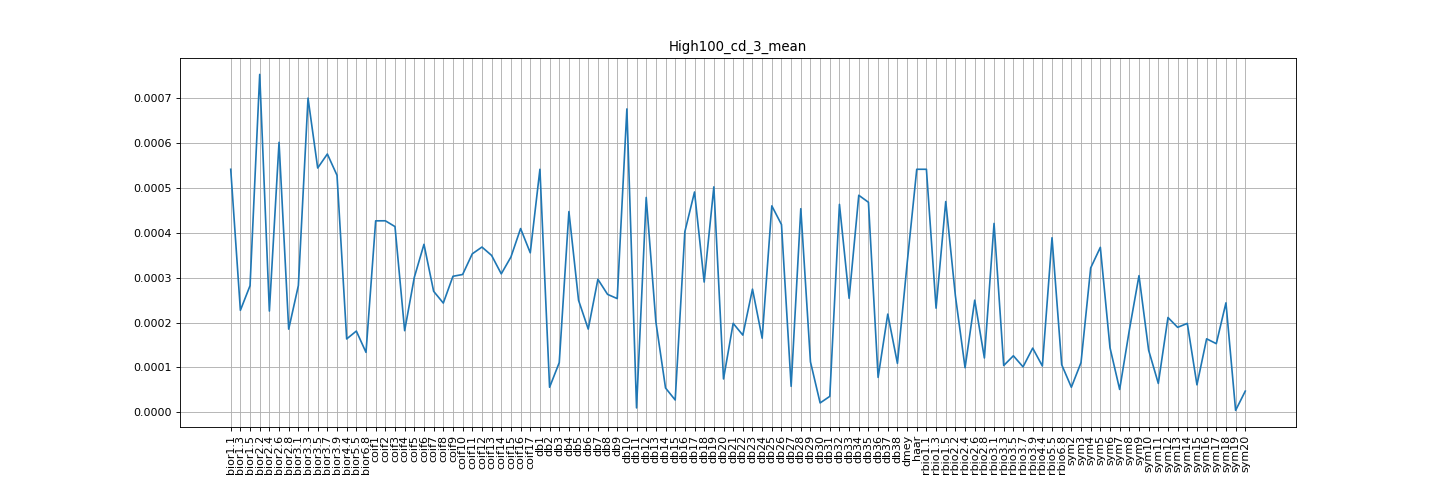 High100_cd_3_mean
0.0007
0.0006
0.0005
0.0004
0.0003
0.0002
0.0001
0.0000
bior1.1
bior1.3
bior1.5
bior2.2
bior2.4
bior2.6
bior2.8
bior3.1
bior3.3
bior3.5
bior3.7
bior3.9
bior4.4
bior5.5
bior6.8
coif1
coif2
coif3
coif4
coif5
coif6
coif7
coif8
coif9
coif10
coif11
coif12
coif13
coif14
coif15
coif16
coif17
db1
db2
db3
db4
db5
db6
db7
db8
db9
db10
db11
db12
db13
db14
db15
db16
db17
db18
db19
db20
db21
db22
db23
db24
db25
db26
db27
db28
db29
db30
db31
db32
db33
db34
db35
db36
db37
db38
dmey
haar
rbio1.1
rbio1.3
rbio1.5
rbio2.2
rbio2.4
rbio2.6
rbio2.8
rbio3.1
rbio3.3
rbio3.5
rbio3.7
rbio3.9
rbio4.4
rbio5.5
rbio6.8
sym2
sym3
sym4
sym5
sym6
sym7
sym8
sym9
sym10
sym11
sym12
sym13
sym14
sym15
sym16
sym17
sym18
sym19
sym20